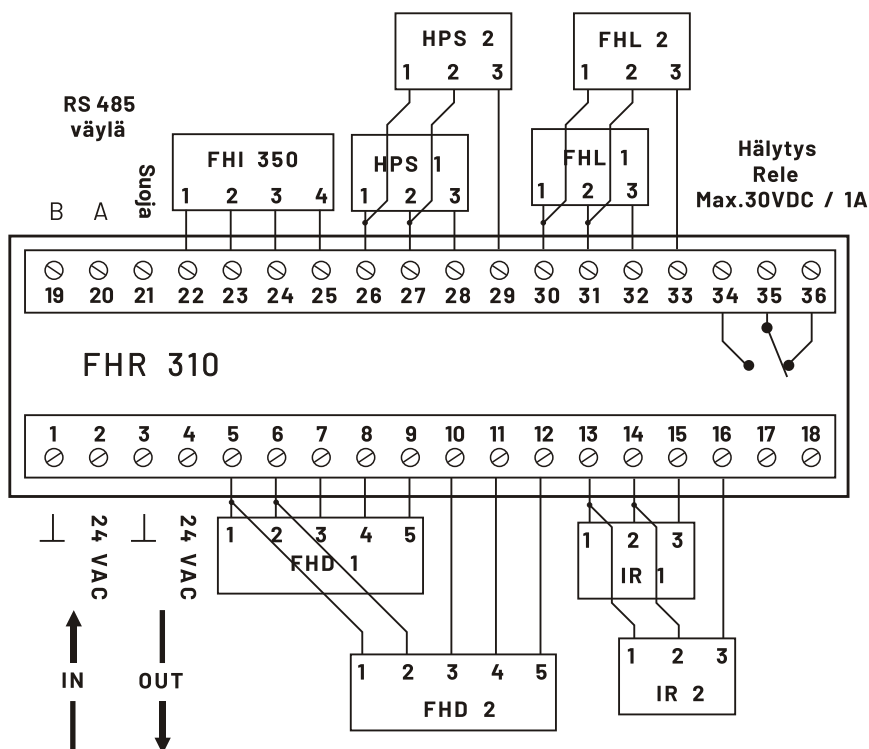 HPS 2
1 2 3
FHL 2
1 2 3
RS 485
väylä
B A Suoja
FHI 350
1 2 3 4
HPS 1
1 2 3
FHL 1
1 2 3
Hälytys
Rele
Max.30VDC / 1A
19 20 21 22 23 24 25 26 27 28 29 30 31 32 33 34 35 36
FHR 310
1 2 3 4 5 6 7 8 9 10 11 12 13 14 15 16 17 18
24 VAC
24 VAC
IN
OUT
1 2 3 4 5
FHD 1
1 2 3 4 5
FHD 2
1 2 3
IR 1
1 2 3
IR 2